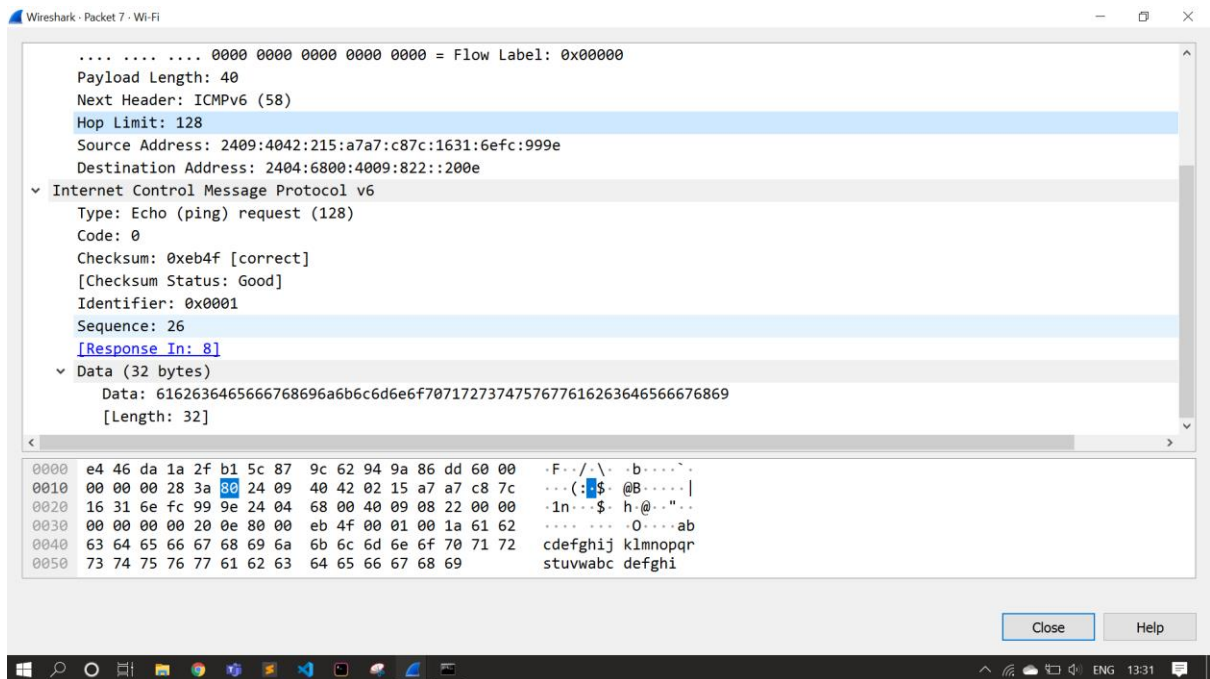 Wireshark · Packet 7 · Wi-Fi
.... .... .... 0000 0000 0000 0000 0000 = Flow Label: 0x00000
Payload Length: 40
Next Header: ICMPv6 (58)
Hop Limit: 128
Source Address: 2409:4042:215:a7a7:c87c:1631:6efc:999e
Destination Address: 2404:6800:4009:822::200e
Internet Control Message Protocol v6
Type: Echo (ping) request (128)
Code: 0
Checksum: 0xeb4f [correct]
[Checksum Status: Good]
Identifier: 0x0001
Sequence: 26
[Response In: 8]
Data (32 bytes)
Data: 6162636465666768696a6b6c6d6e6f7071727374757677616263646566676869
[Length: 32]
0000 e4 46 da 1a 2f b1 5c 87 9c 62 94 9a 86 dd 60 00 ·F··/·\· ·b····`·
0010 00 00 00 28 3a 80 24 09 40 42 02 15 a7 a7 c8 7c ···(:·$· @B·····|
0020 16 31 6e fc 99 9e 24 04 68 00 40 09 08 22 00 00 ·1n···$· h·@··"··
0030 00 00 00 00 20 0e 80 00 eb 4f 00 01 00 1a 61 62 ···· ··· ·O····ab
0040 63 64 65 66 67 68 69 6a 6b 6c 6d 6e 6f 70 71 72 cdefghij klmnopqr
0050 73 74 75 76 77 61 62 63 64 65 66 67 68 69 stuvwabc defghi
Close Help
ENG 13:31